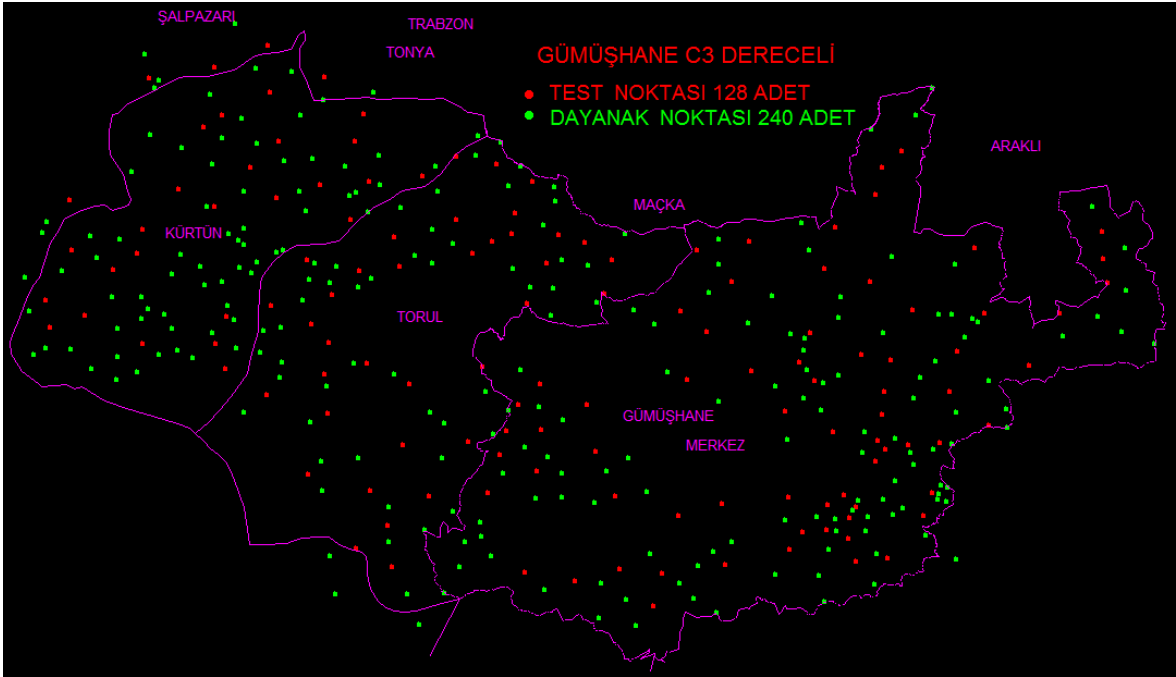 ŞALPAZARI
TRABZON
TONYA
GÜMÜŞHANE C3 DERECELİ
TEST NOKTASI 128 ADET
DAYANAK NOKTASI 240 ADET
ARAKLI
MAÇKA
KÜRTÜN
TORUL
GÜMÜŞHANE
MERKEZ